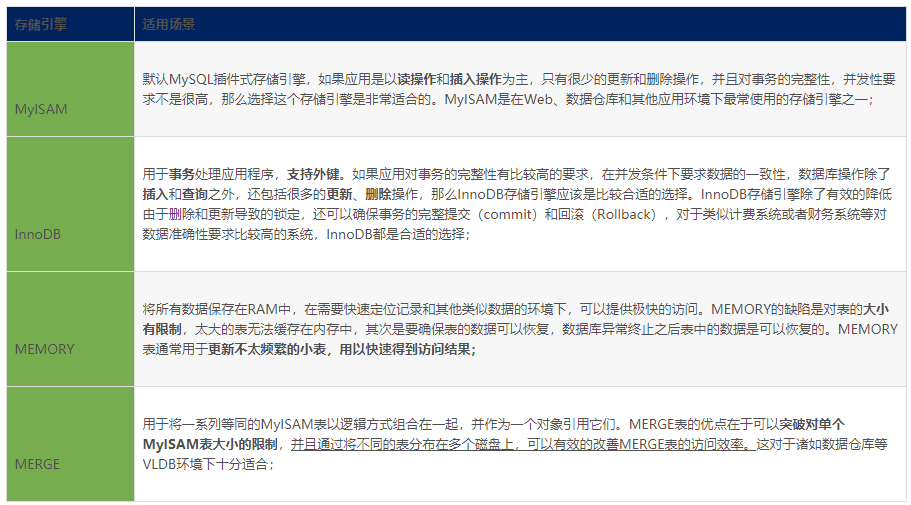 存储引擎 适用场景
默认MySQL插件式存储引擎，如果应用是以读操作和插入操作为主，只有很少的更新和删除操作，并且对事务的完整性，并发性要
求不是很高，那么选择这个存储引擎是非常适合的。MyISAM是在Web、数据仓库和其他应用环境下最常使用的存储引擎之一；
MyISAM
用于事务处理应用程序，支持外键。如果应用对事务的完整性有比较高的要求，在并发条件下要求数据的一致性，数据库操作除了
插入和查询之外，还包括很多的更新、删除操作，那么InnoDB存储引擎应该是比较合适的选择。InnoDB存储引擎除了有效的降低
由于删除和更新导致的锁定，还可以确保事务的完整提交（commit）和回滚（Rollback），对于类似计费系统或者财务系统等对
数据准确性要求比较高的系统，InnoDB都是合适的选择；
InnoDB
将所有数据保存在RAM中，在需要快速定位记录和其他类似数据的环境下，可以提供极快的访问。MEMORY的缺陷是对表的大小
有限制，太大的表无法缓存在内存中，其次是要确保表的数据可以恢复，数据库异常终止之后表中的数据是可以恢复的。MEMORY
表通常用于更新不太频繁的小表，用以快速得到访问结果；
MEMORY
用于将一系列等同的MyISAM表以逻辑方式组合在一起，并作为一个对象引用它们。MERGE表的优点在于可以突破对单个
MyISAM表大小的限制，并且通过将不同的表分布在多个磁盘上，可以有效的改善MERGE表的访问效率。这对于诸如数据仓库等
VLDB环境下十分适合；
MERGE